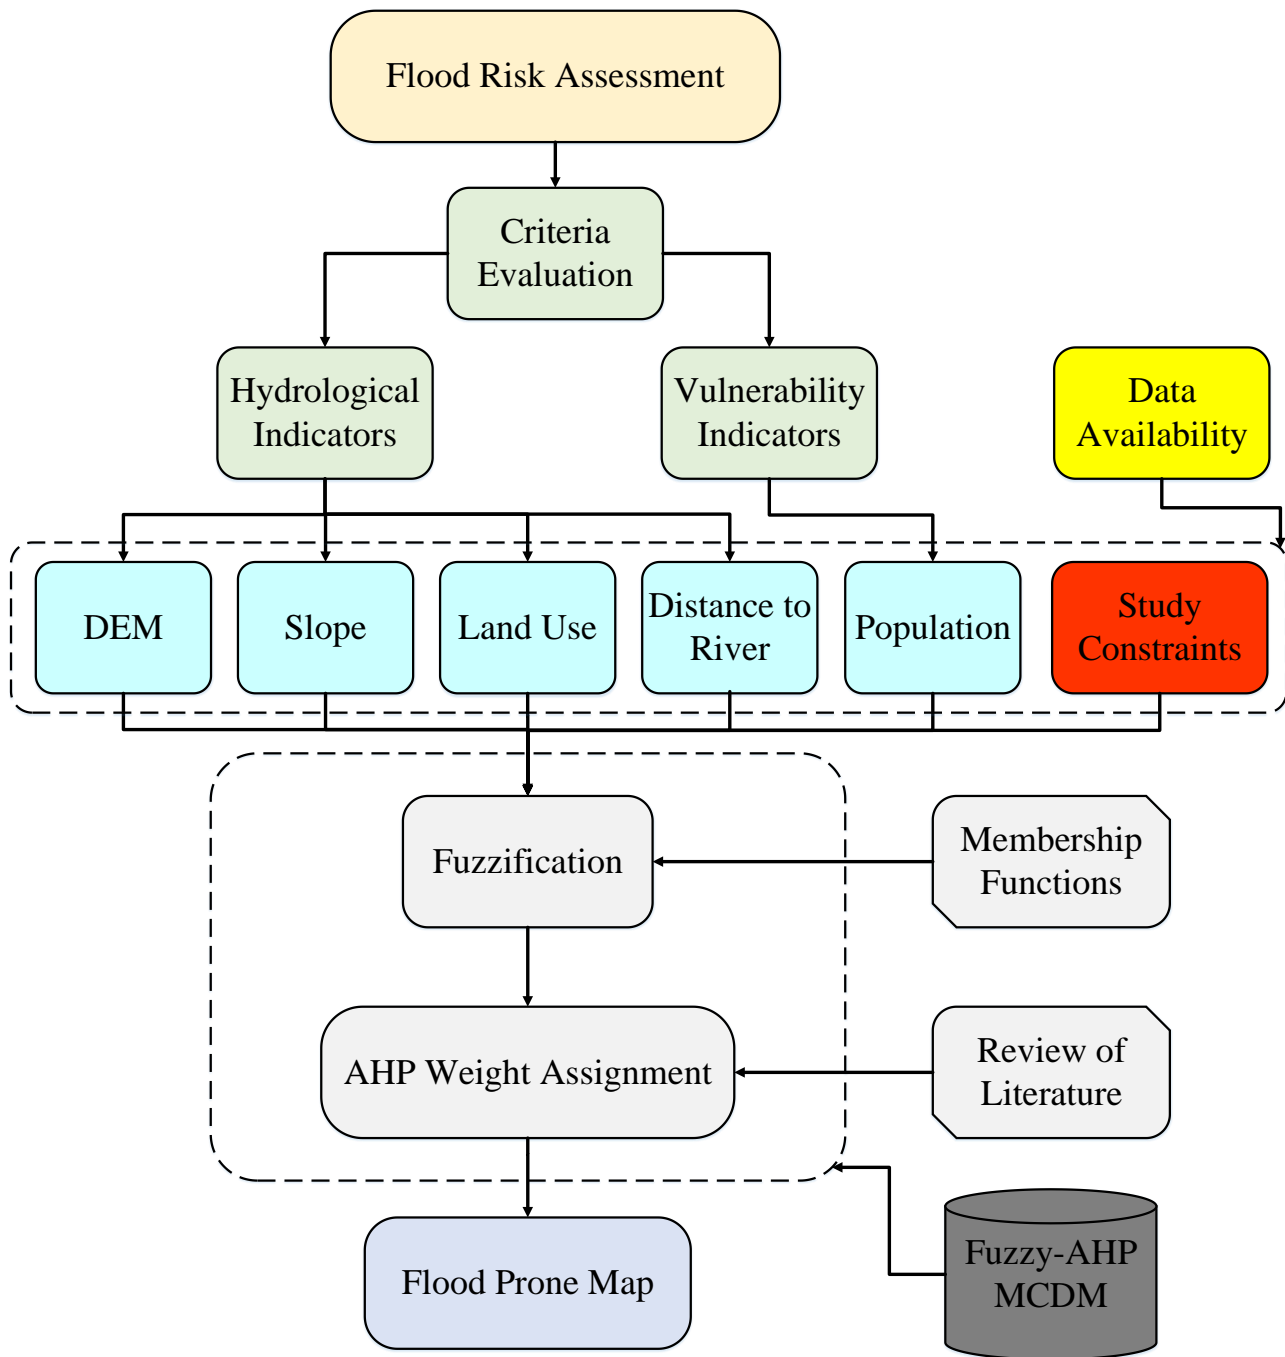 Flood Risk Assessment
Criteria
Evaluation
Hydrological
Indicators
Vulnerability
Indicators
Data
Availability
DEM
Slope
Land Use
Distance to
River
Population
Study
Constraints
Fuzzification
Membership
Functions
AHP Weight Assignment
Review of
Literature
Flood Prone Map
Fuzzy-AHP
MCDM